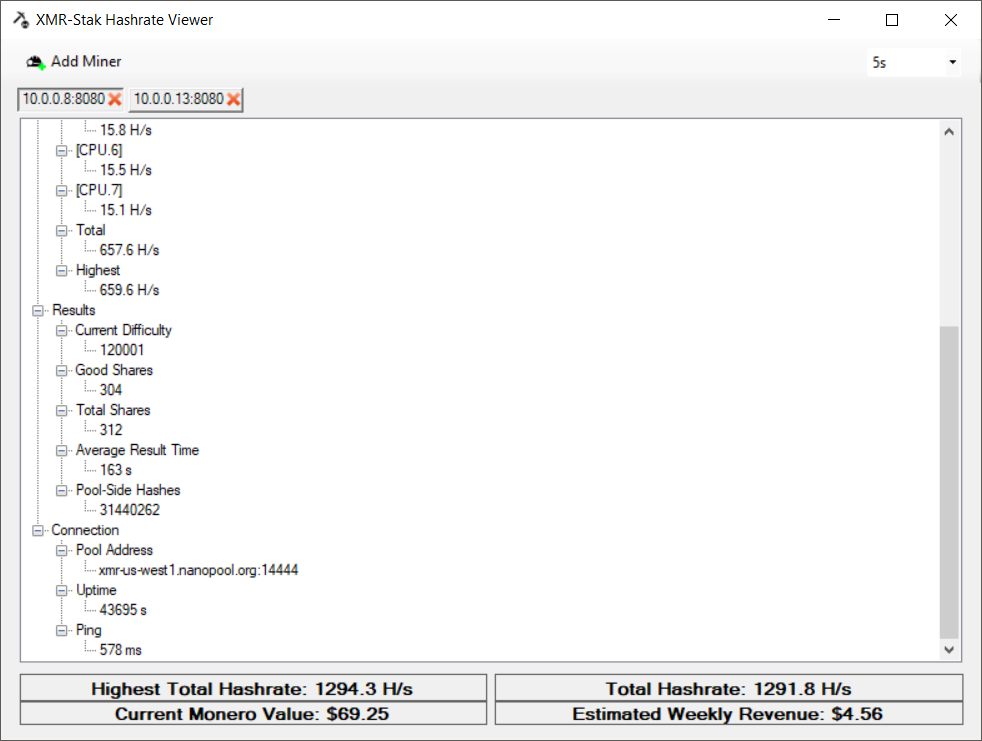 XMR-Stak Hashrate Viewer
Add Miner
5s
10.0.0.8:8080 10.0.0.13:8080
15.8 H/s
[CPU.6]
15.5 H/s
[CPU.7]
15.1 H/s
Total
657.6 H/s
Highest
659.6 H/s
Results
Current Difficulty
120001
Good Shares
304
Total Shares
312
Average Result Time
163 s
Pool-Side Hashes
31440262
Connection
Pool Address
xmr-us-west1.nanopool.org:14444
Uptime
43695 s
Ping
578 ms
Highest Total Hashrate: 1294.3 H/s
Total Hashrate: 1291.8 H/s
Current Monero Value: $69.25
Estimated Weekly Revenue: $4.56